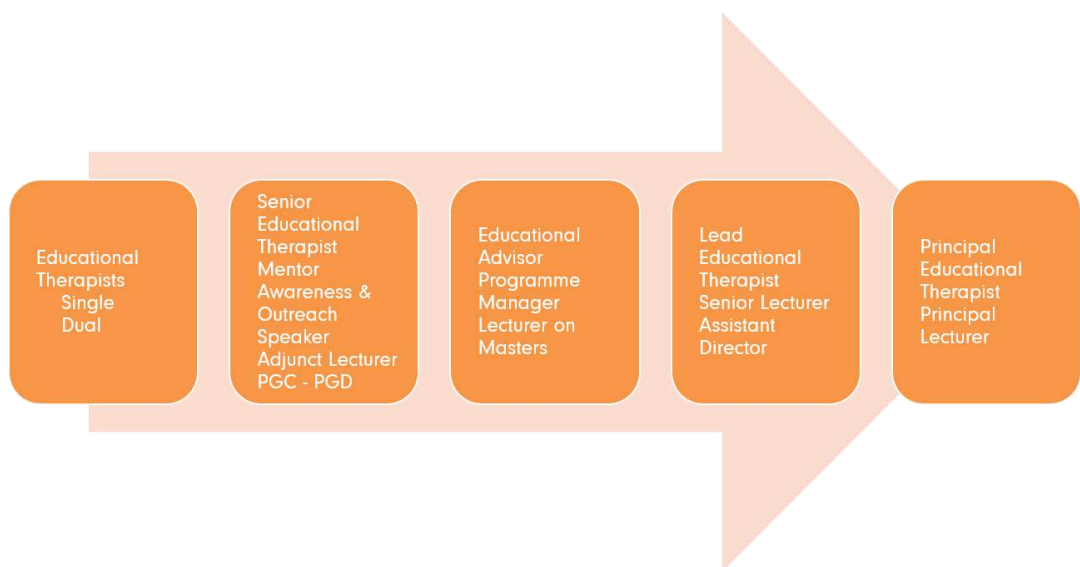 Educational
Therapists
Single
Dual
Senior
Educational
Therapist
Mentor
Awareness &
Outreach
Speaker
Adjunct Lecturer
PGC - PGD
Educational
Advisor
Programme
Manager
Lecturer on
Masters
Lead
Educational
Therapist
Senior Lecturer
Assistant
Director
Principal
Educational
Therapist
Principal
Lecturer